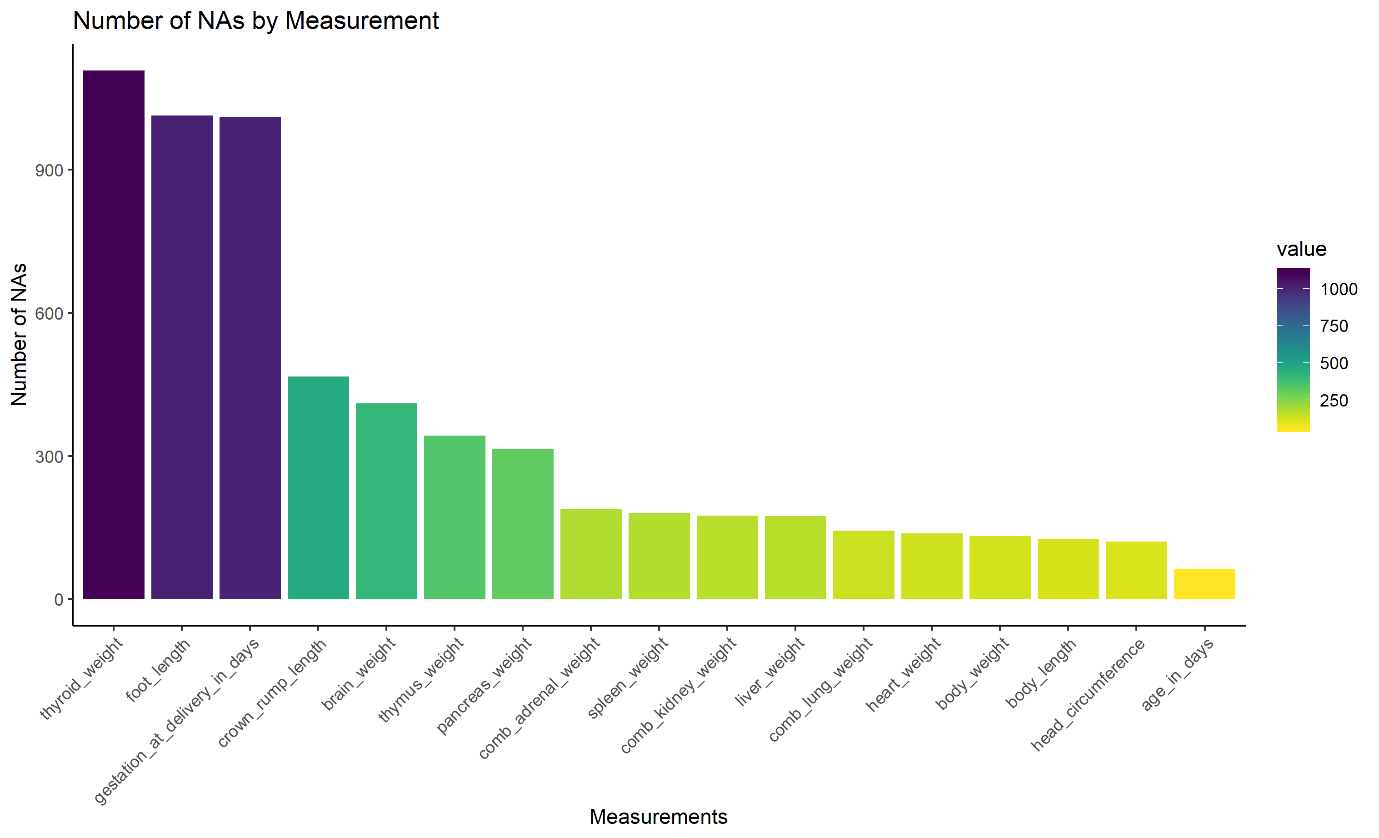 Number of NAs by Measurement
Number of NAs
900
600
300
0
thyroid_weight
foot_length
gestation_at_delivery_in_days
crown_rump_length
brain_weight
thymus_weight
pancreas_weight
comb_adrenal_weight
spleen_weight
comb_kidney_weight
liver_weight
comb_lung_weight
heart_weight
body_weight
body_length
head_circumference
age_in_days
Measurements
value
1000
750
500
250